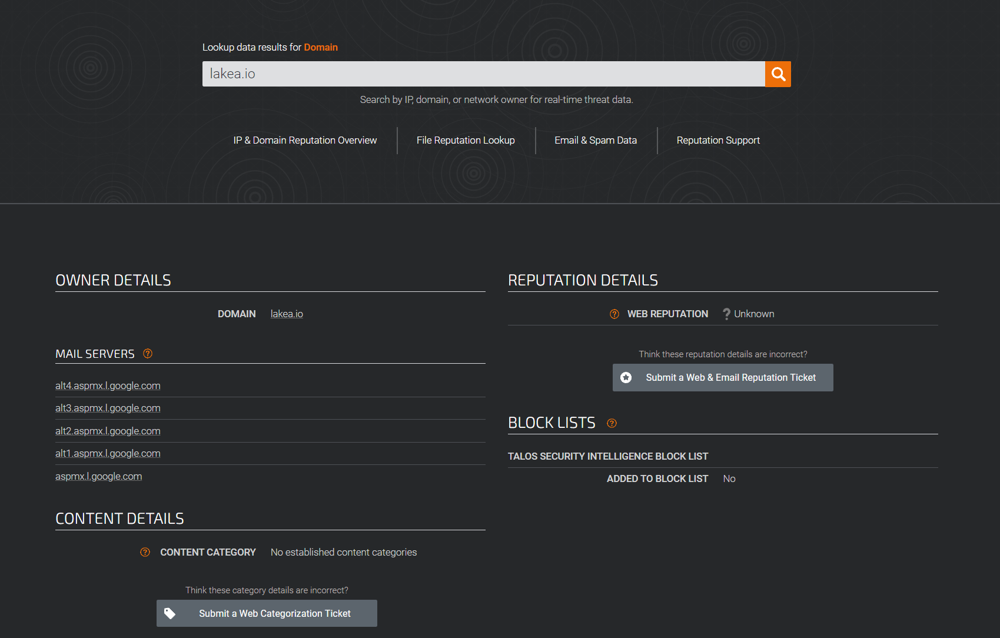 Lookup data results for Domain
lakea.io
Search by IP, domain, or network owner for real-time threat data.
IP & Domain Reputation Overview
File Reputation Lookup
Email & Spam Data
Reputation Support
OWNER DETAILS
DOMAIN lakea.io
MAIL SERVERS
alt4.aspmx.l.google.com
alt3.aspmx.l.google.com
alt2.aspmx.l.google.com
alt1.aspmx.l.google.com
aspmx.l.google.com
CONTENT DETAILS
CONTENT CATEGORY No established content categories
Think these category details are incorrect?
Submit a Web Categorization Ticket
REPUTATION DETAILS
WEB REPUTATION ? Unknown
Think these reputation details are incorrect?
Submit a Web & Email Reputation Ticket
BLOCK LISTS
TALOS SECURITY INTELLIGENCE BLOCK LIST
ADDED TO BLOCK LIST No